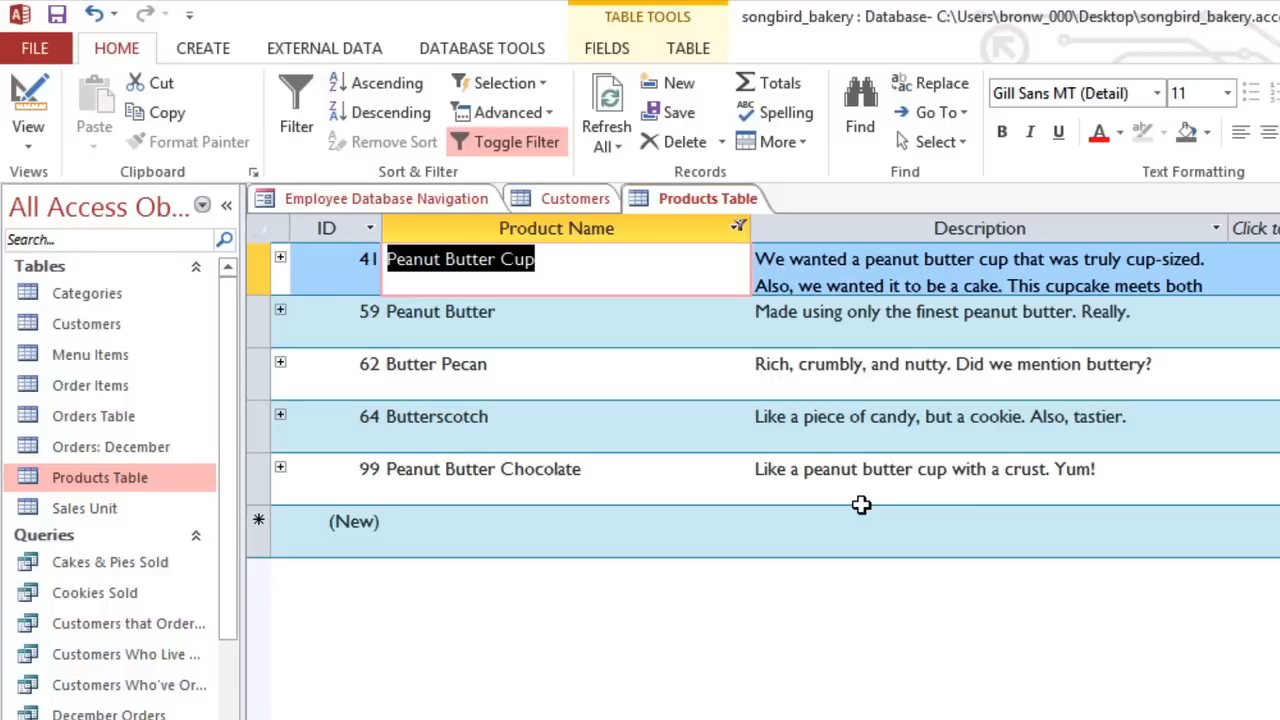 TABLE TOOLS
songbird_bakery : Database- C:\Users\bronw_000\Desktop\songbird_bakery.acce
FILE HOME CREATE EXTERNAL DATA DATABASE TOOLS FIELDS TABLE
View
Views
Paste
Cut
Copy
Format Painter
Clipboard
Filter
Ascending
Descending
Remove Sort
Selection
Advanced
Toggle Filter
Sort & Filter
Refresh
All
New
Save
Delete
Totals
Spelling
More
Records
Find
Replace
Go To
Select
Find
Gill Sans MT (Detail) 11
B I U A
Text Formatting
All Access Ob...
Search...
Tables
Categories
Customers
Menu Items
Order Items
Orders Table
Orders: December
Products Table
Sales Unit
Queries
Cakes & Pies Sold
Cookies Sold
Customers that Order...
Customers Who Live ...
Customers Who've Or...
December Orders
Employee Database Navigation Customers Products Table
ID Product Name Description Click to
41 Peanut Butter Cup We wanted a peanut butter cup that was truly cup-sized.
Also, we wanted it to be a cake. This cupcake meets both
59 Peanut Butter Made using only the finest peanut butter. Really.
62 Butter Pecan Rich, crumbly, and nutty. Did we mention buttery?
64 Butterscotch Like a piece of candy, but a cookie. Also, tastier.
99 Peanut Butter Chocolate Like a peanut butter cup with a crust. Yum!
(New)